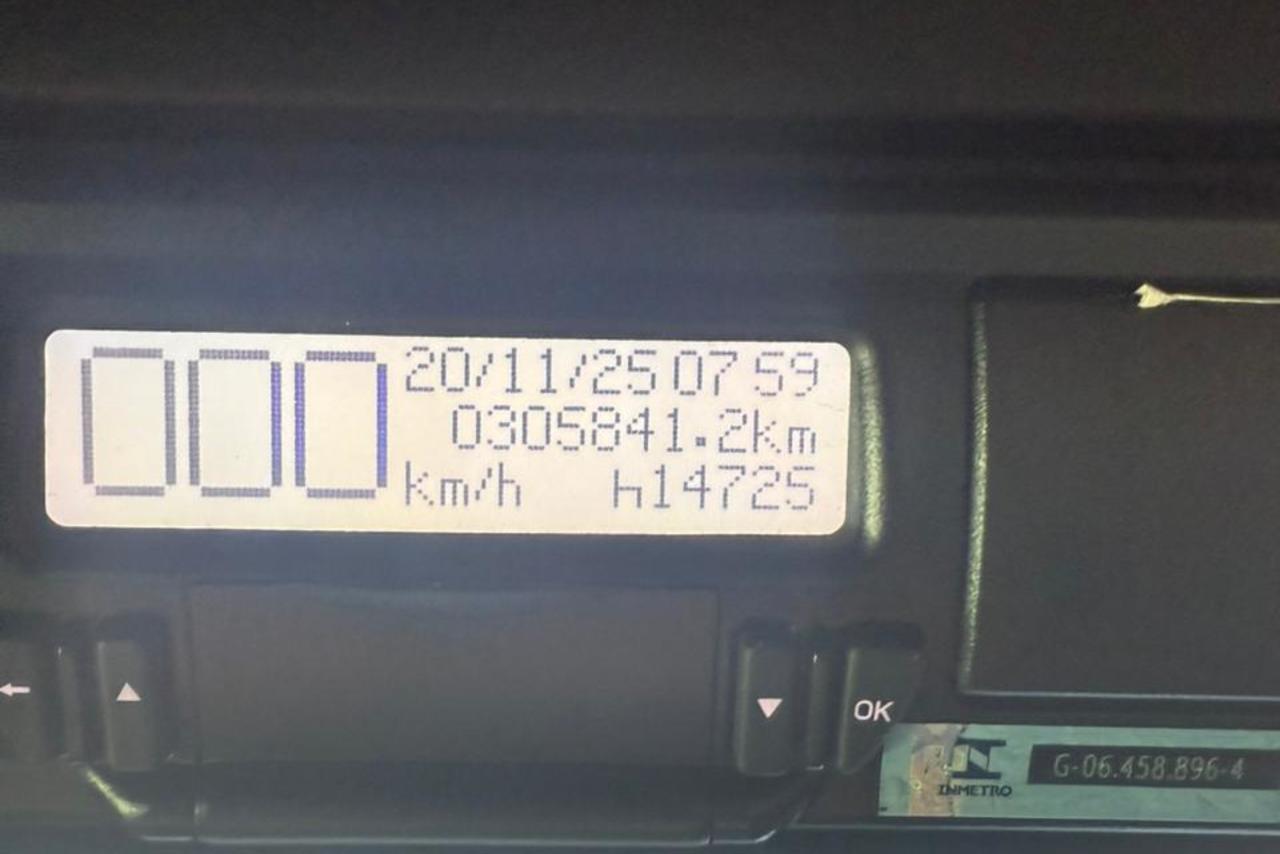 000 20/11/25 07 59
0305841.2km
km/h h14725
OK
INMETRO
G-06.458.896-4